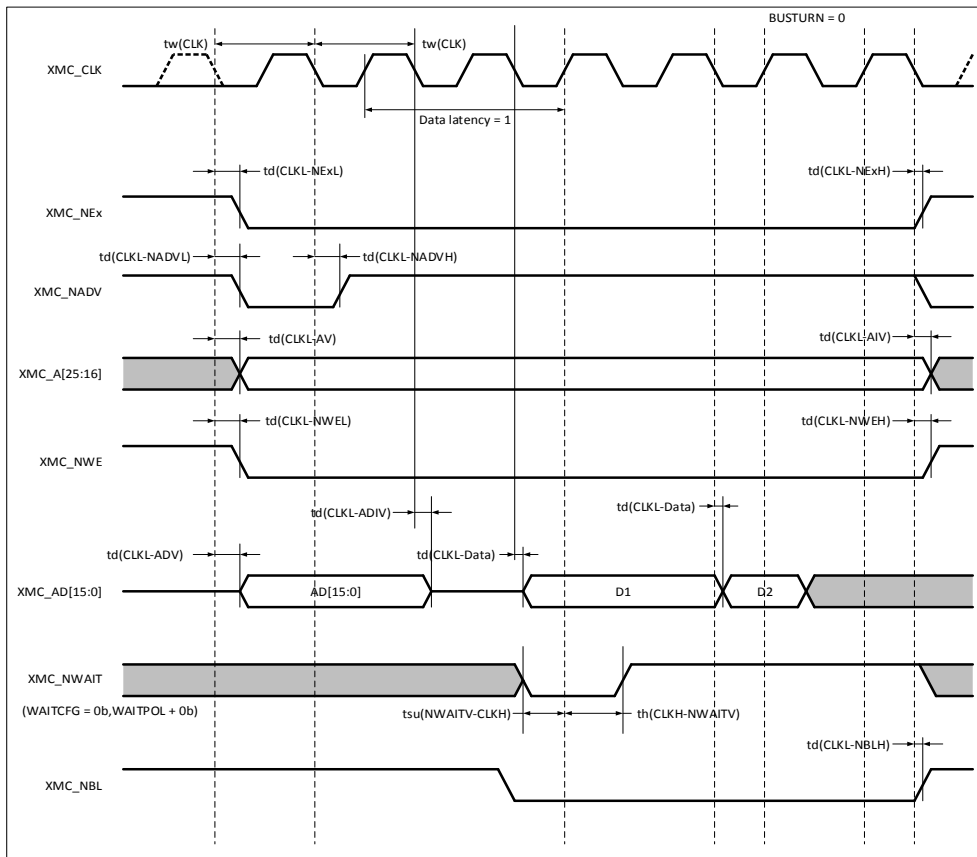 BUSTURN = 0
tw(CLK)
tw(CLK)
XMC_CLK
Data latency = 1
td(CLKL-NExL)
td(CLKL-NExH)
XMC_NEx
td(CLKL-NADVL)
td(CLKL-NADVH)
XMC_NADV
td(CLKL-AV)
td(CLKL-AIV)
XMC_A[25:16]
td(CLKL-NWEL)
td(CLKL-NWEH)
XMC_NWE
td(CLKL-ADIV)
td(CLKL-Data)
td(CLKL-ADV)
td(CLKL-Data)
XMC_AD[15:0]
AD[15:0]
D1
D2
XMC_NWAIT
(WAITCFG = 0b,WAITPOL + 0b)
tsu(NWAITV-CLKH)
th(CLKH-NWAITV)
td(CLKL-NBLH)
XMC_NBL